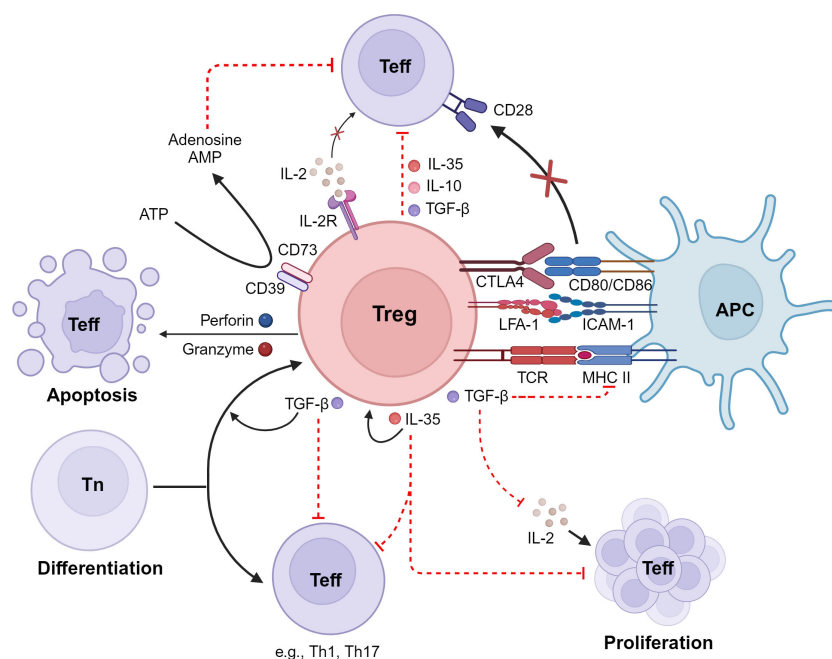 Teff
CD28
Adenosine
AMP
IL-2
IL-35
IL-10
TGF-β
ATP
IL-2R
CD73
CD39
CTLA4
CD80/CD86
Treg
LFA-1
ICAM-1
APC
Teff
Perforin
Granzyme
TCR
MHC II
Apoptosis
TGF-β
IL-35
TGF-β
Tn
Differentiation
IL-2
Teff
Teff
e.g., Th1, Th17
Proliferation